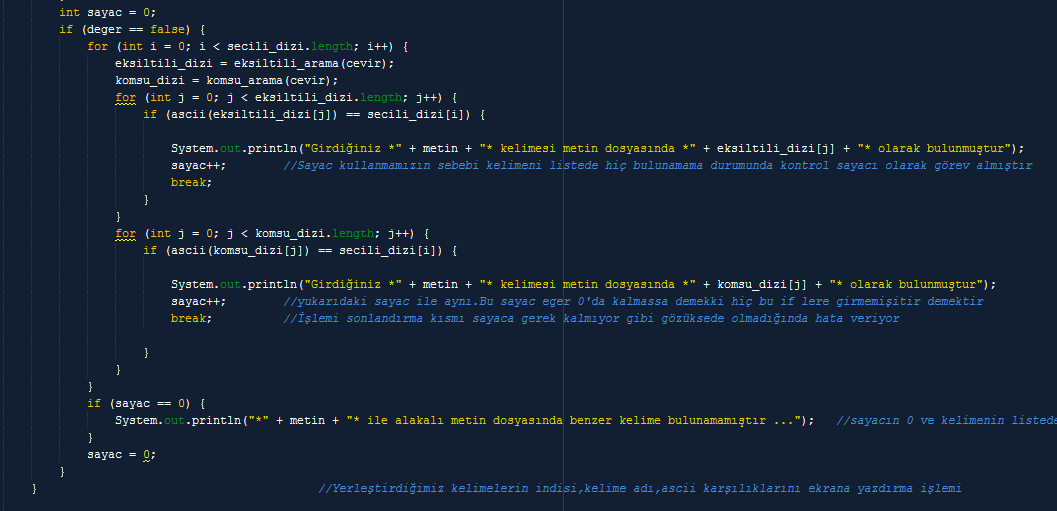 int sayac = 0;
if (deger == false) {
for (int i = 0; i < secili_dizi.length; i++) {
eksiltili_dizi = eksiltili_arama(cevir);
komsu_dizi = komsu_arama(cevir);
for (int j = 0; j < eksiltili_dizi.length; j++) {
if (ascii(eksiltili_dizi[j]) == secili_dizi[i]) {
System.out.println("Girdiğiniz *" + metin + "* kelimesi metin dosyasında *" + eksiltili_dizi[j] + "* olarak bulunmuştur");
sayac++; //Sayac kullanmamızın sebebi kelimeni listede hiç bulunamama durumunda kontrol sayacı olarak görev almıştır
break;
}
}
for (int j = 0; j < komsu_dizi.length; j++) {
if (ascii(komsu_dizi[j]) == secili_dizi[i]) {
System.out.println("Girdiğiniz *" + metin + "* kelimesi metin dosyasında *" + komsu_dizi[j] + "* olarak bulunmuştur");
sayac++; //yukarıdaki sayac ile aynı.Bu sayac eger 0'da kalmassa demekki hiç bu if lere girmemişitir demektir
break; //İşlemi sonlandırma kısmı sayaca gerek kalmıyor gibi gözüksede olmadığında hata veriyor
}
}
}
if (sayac == 0) {
System.out.println("*" + metin + "* ile alakalı metin dosyasında benzer kelime bulunamamıştır ..."); //sayacın 0 ve kelimenin listede
}
sayac = 0;
}
} //Yerleştirdiğimiz kelimelerin indisi,kelime adı,ascii karşılıklarını ekrana yazdırma işlemi